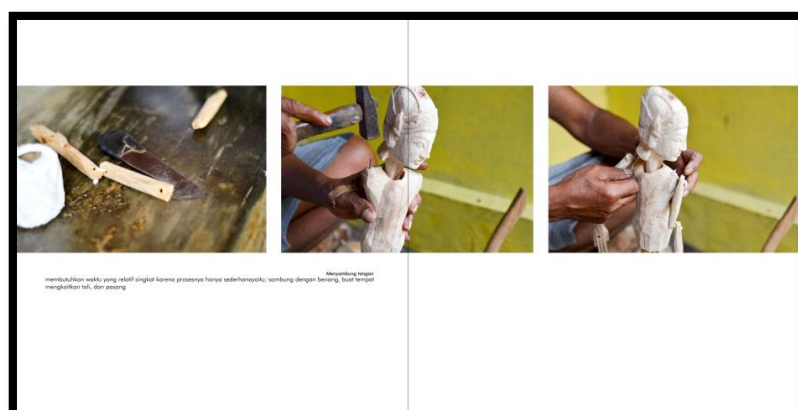 Menyambung tangan
membutuhkan waktu yang relatif singkat karena prosesnya hanya sederhanayaitu, sambung dengan benang, buat tempat
mengkaitkan tali, dan pasang